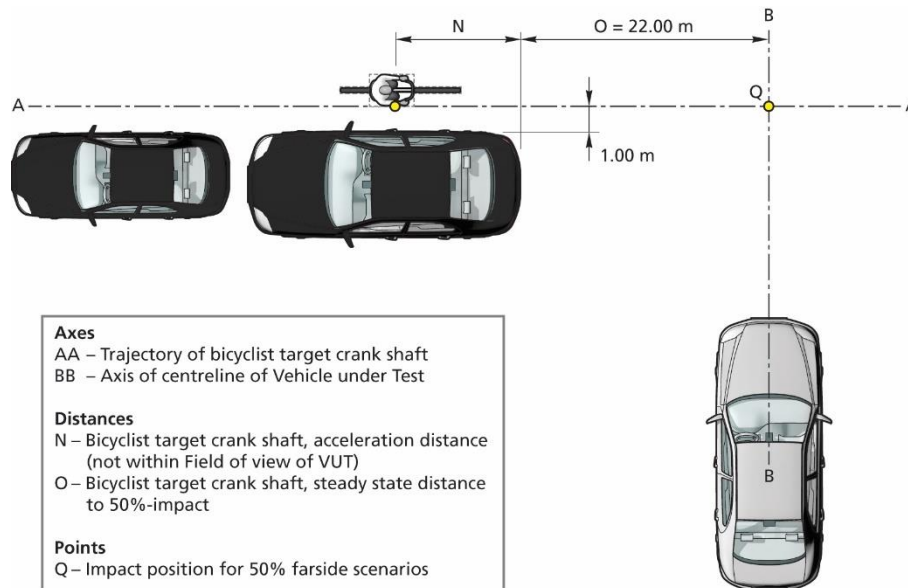 B
N
O = 22.00 m
Q
A
1.00 m
B
Axes
AA – Trajectory of bicyclist target crank shaft
BB – Axis of centreline of Vehicle under Test
Distances
N – Bicyclist target crank shaft, acceleration distance
(not within Field of view of VUT)
O – Bicyclist target crank shaft, steady state distance
to 50%-impact
Points
Q – Impact position for 50% farside scenarios